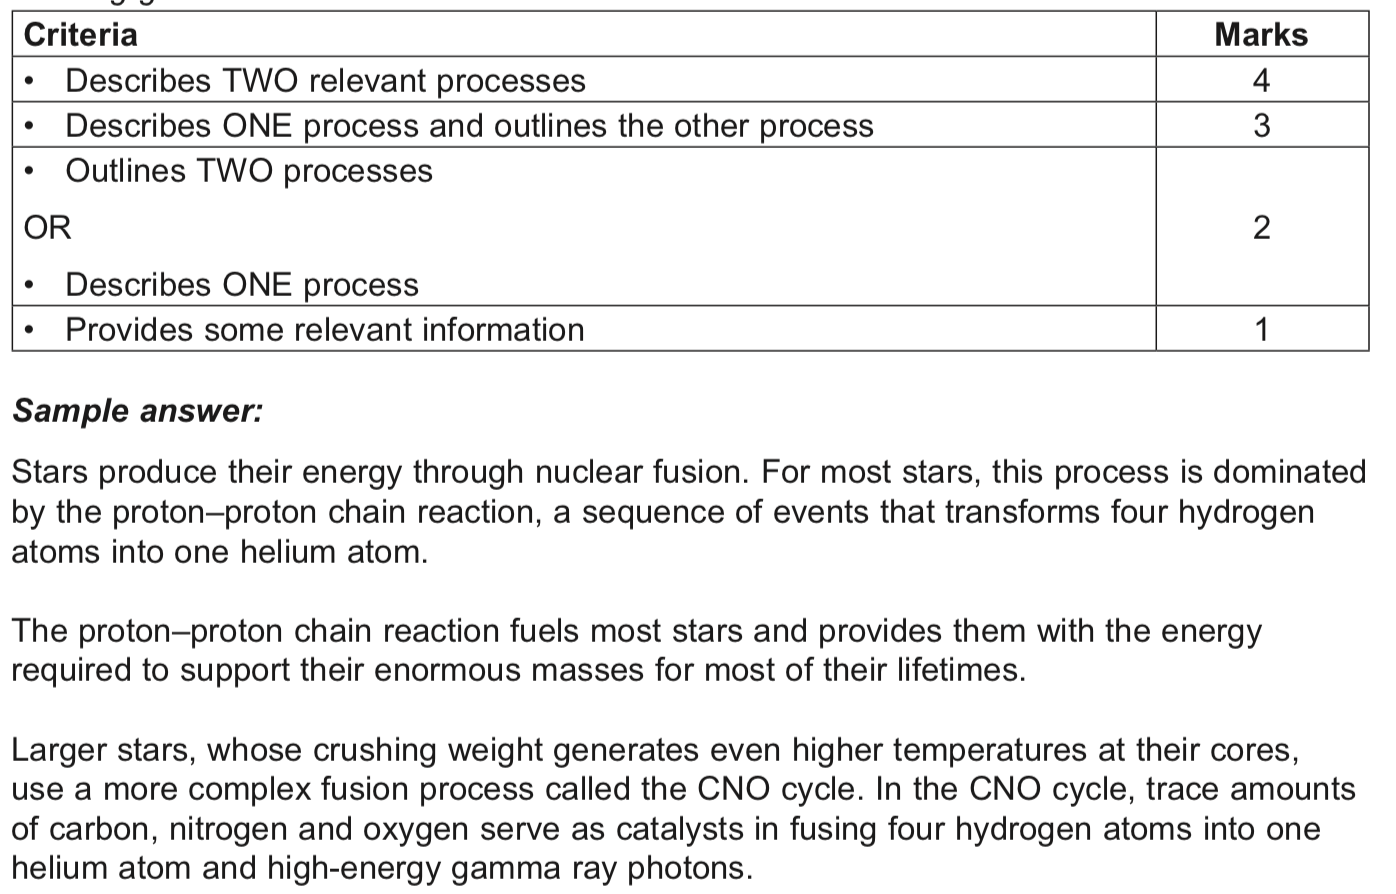 Criteria Marks
• Describes TWO relevant processes 4
• Describes ONE process and outlines the other process 3
• Outlines TWO processes
OR 2
• Describes ONE process
• Provides some relevant information 1
Sample answer:
Stars produce their energy through nuclear fusion. For most stars, this process is dominated
by the proton–proton chain reaction, a sequence of events that transforms four hydrogen
atoms into one helium atom.
The proton–proton chain reaction fuels most stars and provides them with the energy
required to support their enormous masses for most of their lifetimes.
Larger stars, whose crushing weight generates even higher temperatures at their cores,
use a more complex fusion process called the CNO cycle. In the CNO cycle, trace amounts
of carbon, nitrogen and oxygen serve as catalysts in fusing four hydrogen atoms into one
helium atom and high-energy gamma ray photons.